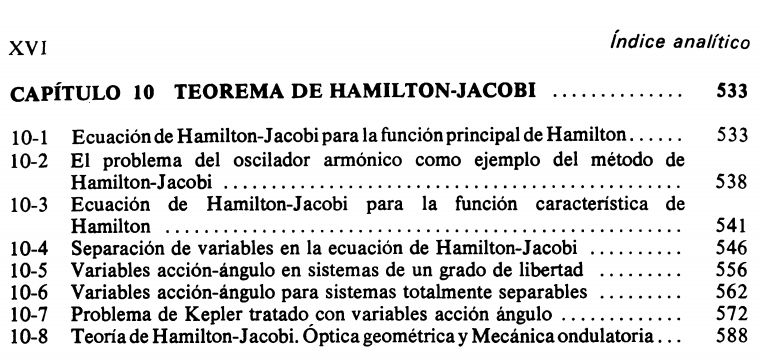 XVI Índice analítico
CAPÍTULO 10 TEOREMA DE HAMILTON-JACOBI .............. 533
10-1 Ecuación de Hamilton-Jacobi para la función principal de Hamilton...... 533
10-2 El problema del oscilador armónico como ejemplo del método de
Hamilton-Jacobi ................................................ 538
10-3 Ecuación de Hamilton-Jacobi para la función característica de
Hamilton ...................................................... 541
10-4 Separación de variables en la ecuación de Hamilton-Jacobi .......... 546
10-5 Variables acción-ángulo en sistemas de un grado de libertad ......... 556
10-6 Variables acción-ángulo para sistemas totalmente separables ......... 562
10-7 Problema de Kepler tratado con variables acción ángulo ............ 572
10-8 Teoría de Hamilton-Jacobi. Óptica geométrica y Mecánica ondulatoria... 588